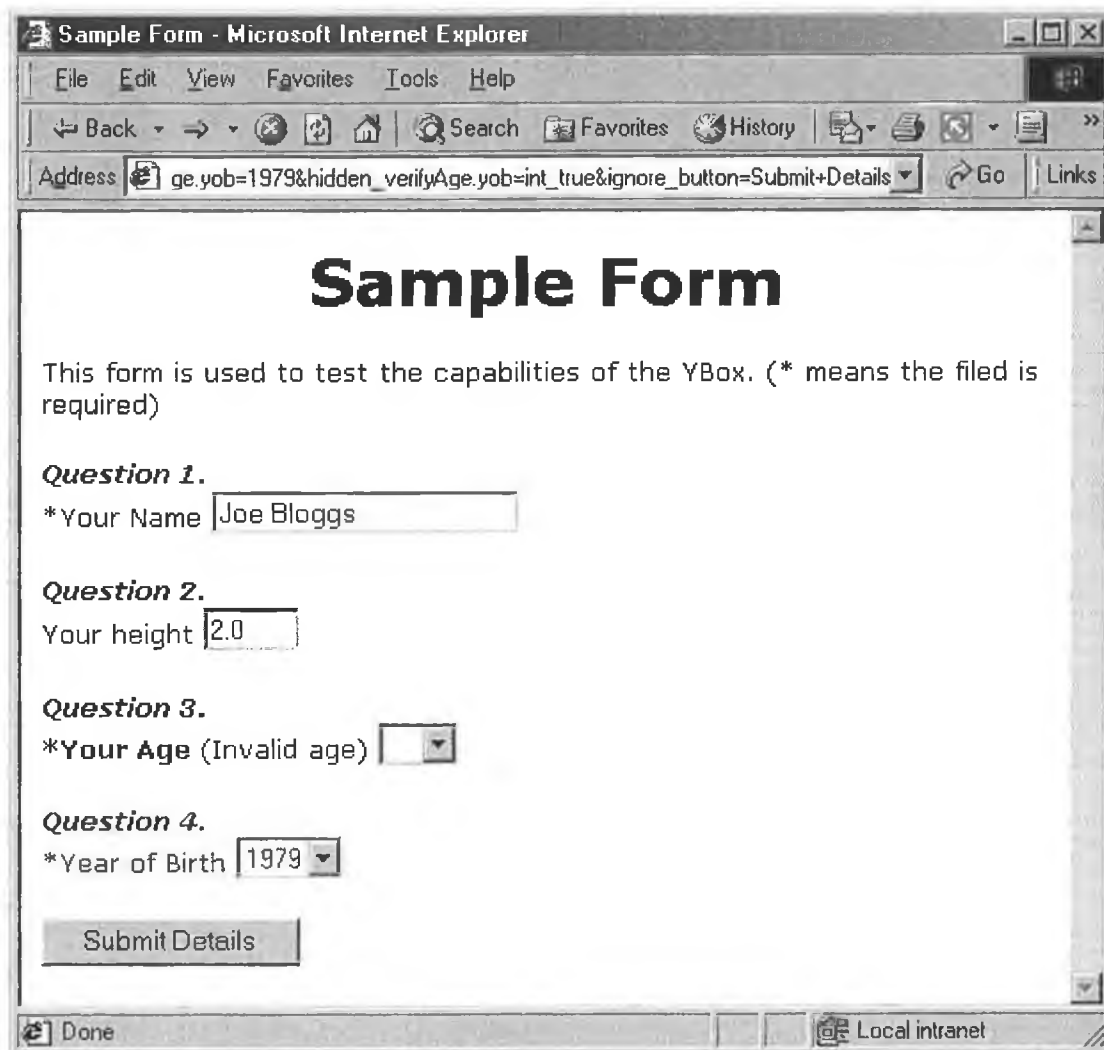 Sample Form - Microsoft Internet Explorer
File Edit View Favorites Tools Help
Back Search Favorites History »
Address ge.yob=1979&hidden_verifyAge.yob=int_true&ignore_button=Submit+Details Go Links
Sample Form
This form is used to test the capabilities of the YBox. (* means the filed is
required)
Question 1.
*Your Name Joe Bloggs
Question 2.
Your height 2.0
Question 3.
*Your Age (Invalid age)
Question 4.
*Year of Birth 1979
Submit Details
Done Local intranet